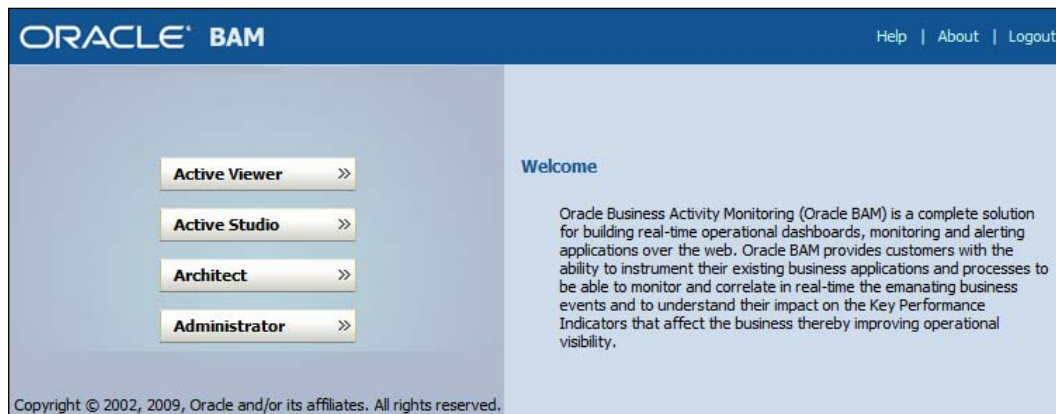 ORACLE BAM
Help | About | Logout
Active Viewer »
Active Studio »
Architect »
Administrator »
Welcome
Oracle Business Activity Monitoring (Oracle BAM) is a complete solution
for building real-time operational dashboards, monitoring and alerting
applications over the web. Oracle BAM provides customers with the
ability to instrument their existing business applications and processes to
be able to monitor and correlate in real-time the emanating business
events and to understand their impact on the Key Performance
Indicators that affect the business thereby improving operational
visibility.
Copyright © 2002, 2009, Oracle and/or its affiliates. All rights reserved.